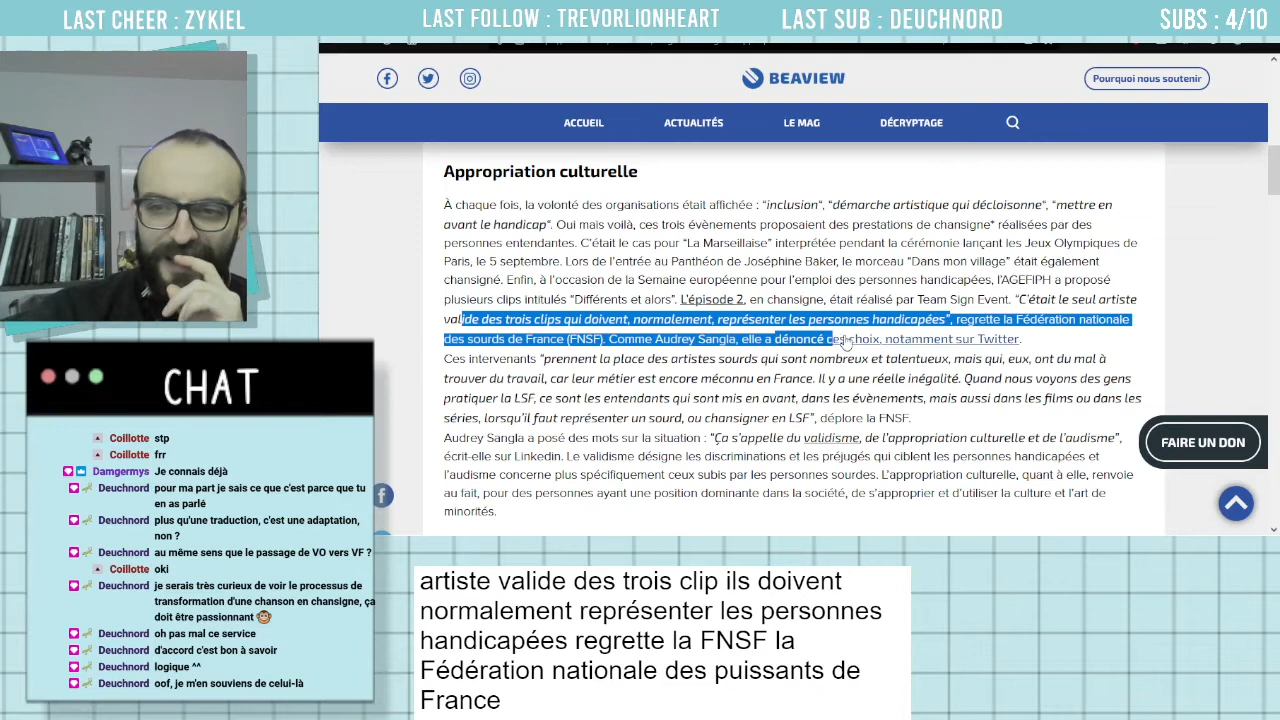 LAST CHEER : ZYKIEL
LAST FOLLOW : TREVORLIONHEART
LAST SUB : DEUCHNORD
SUBS : 4/10
BEAVIEW
Pourquoi nous soutenir
ACCUEIL
ACTUALITÉS
LE MAG
DÉCRYPTAGE
Appropriation culturelle
À chaque fois, la volonté des organisations était affichée : “inclusion“, “démarche artistique qui décloisonne“, “mettre en
avant le handicap“. Oui mais voilà, ces trois évènements proposaient des prestations de chansigne* réalisées par des
personnes entendantes. C’était le cas pour “La Marseillaise” interprétée pendant la cérémonie lançant les Jeux Olympiques de
Paris, le 5 septembre. Lors de l’entrée au Panthéon de Joséphine Baker, le morceau “Dans mon village” était également
chansigné. Enfin, à l’occasion de la Semaine européenne pour l’emploi des personnes handicapées, l’AGEFIPH a proposé
plusieurs clips intitulés “Différents et alors”. L’épisode 2, en chansigne, était réalisé par Team Sign Event. “C’était le seul artiste
valide des trois clips qui doivent, normalement, représenter les personnes handicapées”, regrette la Fédération nationale
des sourds de France (FNSF). Comme Audrey Sangla, elle a dénoncé ces choix, notamment sur Twitter.
Ces intervenants “prennent la place des artistes sourds qui sont nombreux et talentueux, mais qui, eux, ont du mal à
trouver du travail, car leur métier est encore méconnu en France. Il y a une réelle inégalité. Quand nous voyons des gens
pratiquer la LSF, ce sont les entendants qui sont mis en avant, dans les évènements, mais aussi dans les films ou dans les
séries, lorsqu’il faut représenter un sourd, ou chansigner en LSF”, déplore la FNSF.
Audrey Sangla a posé des mots sur la situation : “Ça s’appelle du validisme, de l’appropriation culturelle et de l’audisme”,
écrit-elle sur Linkedin. Le validisme désigne les discriminations et les préjugés qui ciblent les personnes handicapées et
l’audisme concerne plus spécifiquement ceux subis par les personnes sourdes. L’appropriation culturelle, quant à elle, renvoie
au fait, pour des personnes ayant une position dominante dans la société, de s’approprier et d’utiliser la culture et l’art de
minorités.
FAIRE UN DON
CHAT
Coillotte stp
Coillotte frr
Damgermys Je connais déjà
Deuchnord pour ma part je sais ce que c'est parce que tu
en as parlé
Deuchnord plus qu'une traduction, c'est une adaptation,
non ?
Deuchnord au même sens que le passage de VO vers VF ?
Coillotte oki
Deuchnord je serais très curieux de voir le processus de
transformation d'une chanson en chansigne, ça
doit être passionnant
Deuchnord oh pas mal ce service
Deuchnord d'accord c'est bon à savoir
Deuchnord logique ^^
Deuchnord oof, je m'en souviens de celui-là
artiste valide des trois clip ils doivent
normalement représenter les personnes
handicapées regrette la FNSF la
Fédération nationale des puissants de
France